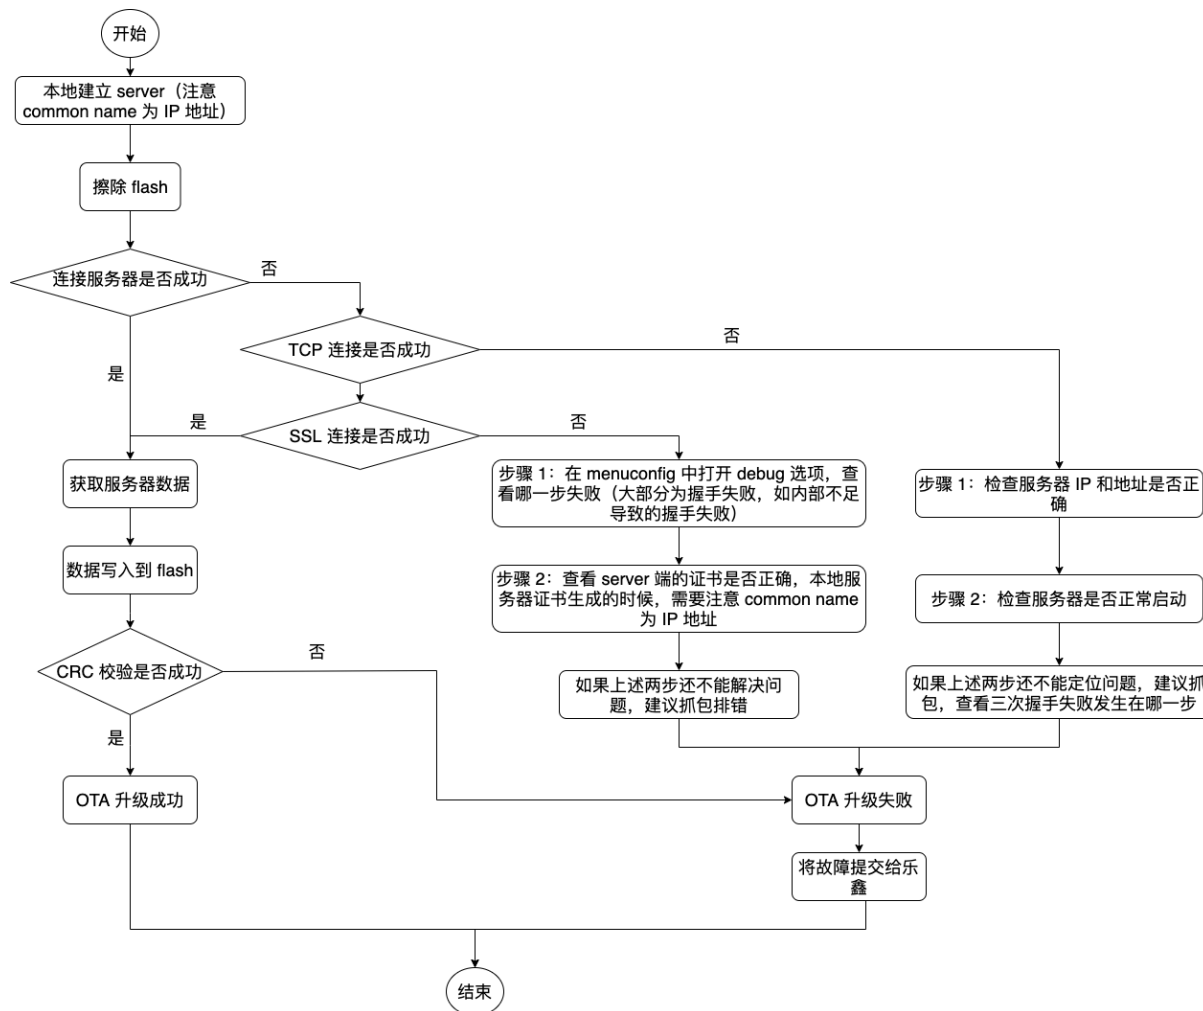 开始
本地建立 server（注意
common name 为 IP 地址）
擦除 flash
连接服务器是否成功
否
TCP 连接是否成功
否
是
SSL 连接是否成功
是
否
获取服务器数据
步骤 1：在 menuconfig 中打开 debug 选项，查
看哪一步失败（大部分为握手失败，如内部不足
导致的握手失败）
步骤 1：检查服务器 IP 和地址是否正
确
数据写入到 flash
步骤 2：查看 server 端的证书是否正确，本地服
务器证书生成的时候，需要注意 common name
为 IP 地址
步骤 2：检查服务器是否正常启动
CRC 校验是否成功
否
如果上述两步还不能解决问
题，建议抓包排错
如果上述两步还不能定位问题，建议抓
包，查看三次握手失败发生在哪一步
是
OTA 升级成功
OTA 升级失败
将故障提交给乐
鑫
结束